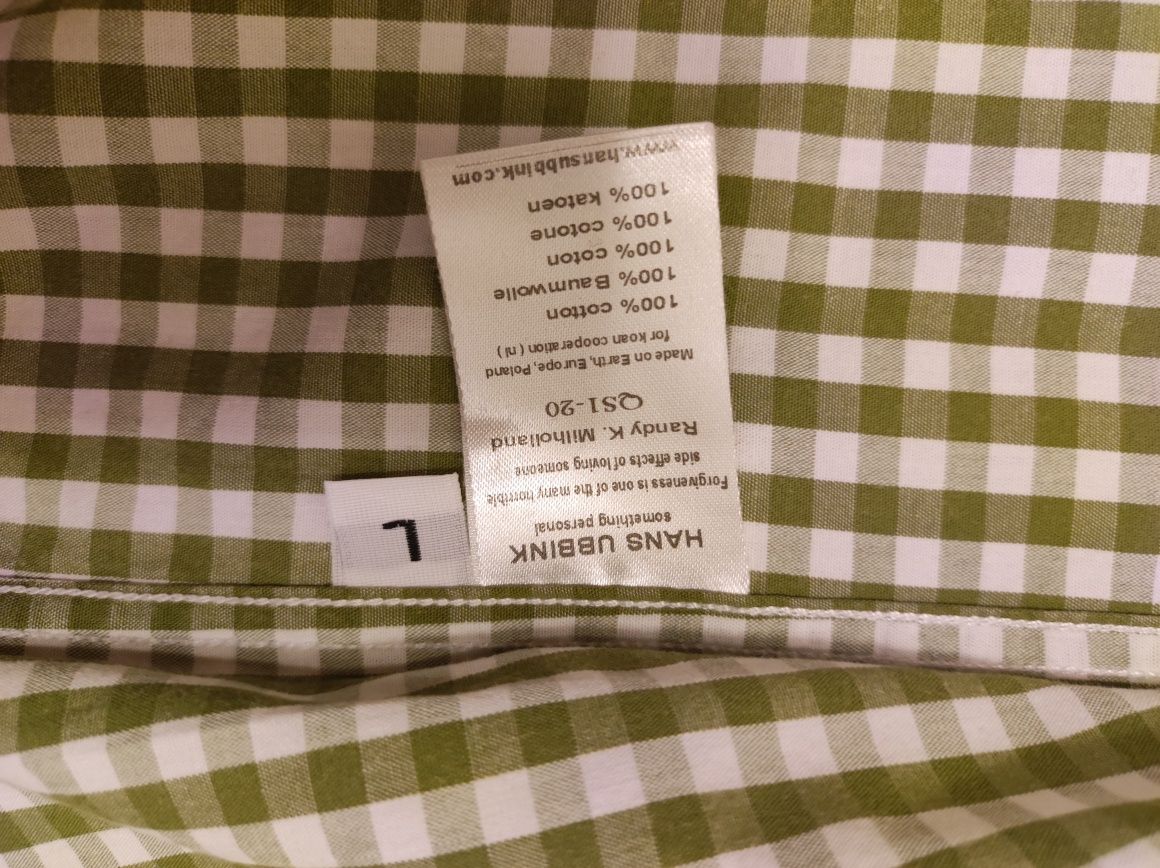 HANS UBBINK
something personal
Forgiveness is one of the many horrible
side effects of loving someone
Randy K. Milholland
QS1-20
Made on Earth, Europe, Poland
for koan cooperation ( nl )
100% cotton
100% Baumwolle
100% coton
100% cotone
100% katoen
www.hansubbink.com
L